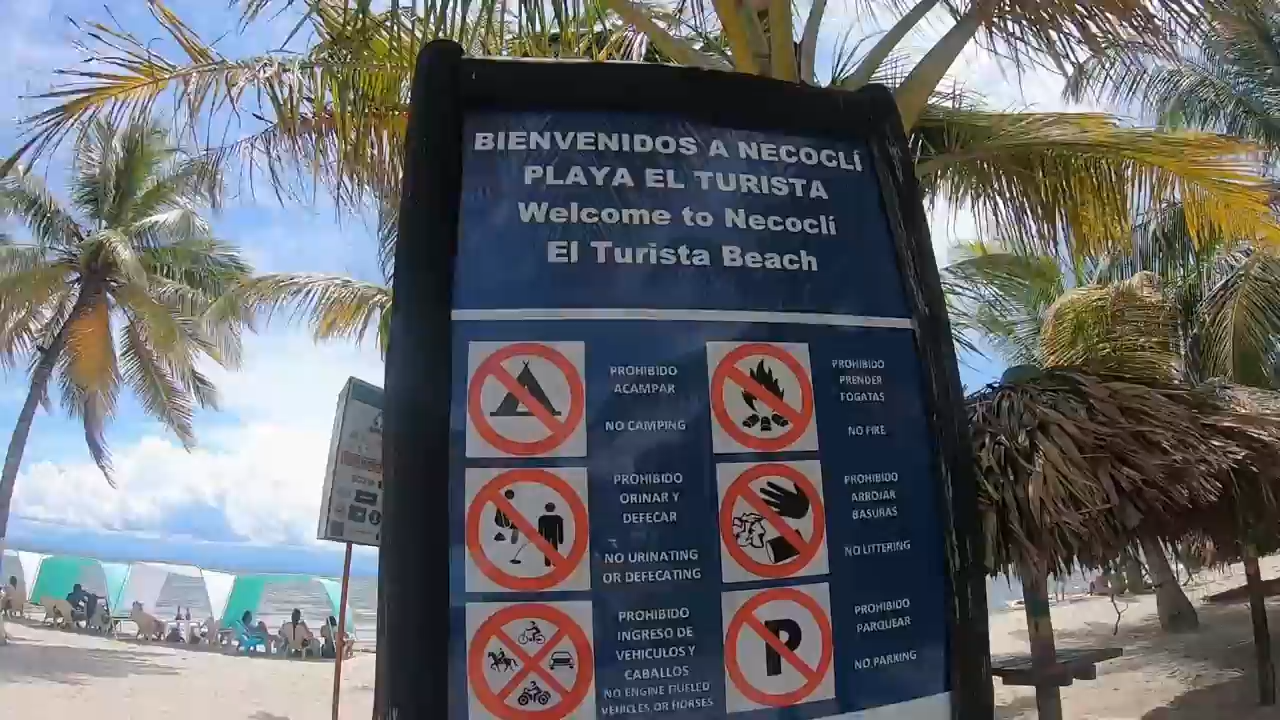 BIENVENIDOS A NECOCLÍ
PLAYA EL TURISTA
Welcome to Necoclí
El Turista Beach
PROHIBIDO
ACAMPAR
NO CAMPING
PROHIBIDO
PRENDER
FOGATAS
NO FIRE
PROHIBIDO
ORINAR Y
DEFECAR
NO URINATING
OR DEFECATING
PROHIBIDO
ARROJAR
BASURAS
NO LITTERING
PROHIBIDO
INGRESO DE
VEHICULOS Y
CABALLOS
NO ENGINE FUELED
VEHICLES OR HORSES
P
PROHIBIDO
PARQUEAR
NO PARKING